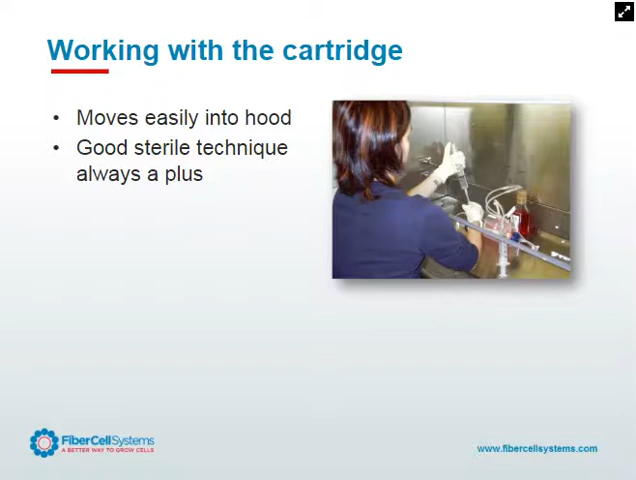 Working with the cartridge
• Moves easily into hood
• Good sterile technique
always a plus
FiberCellSystems
A BETTER WAY TO GROW CELLS
www.fibercellsystems.com